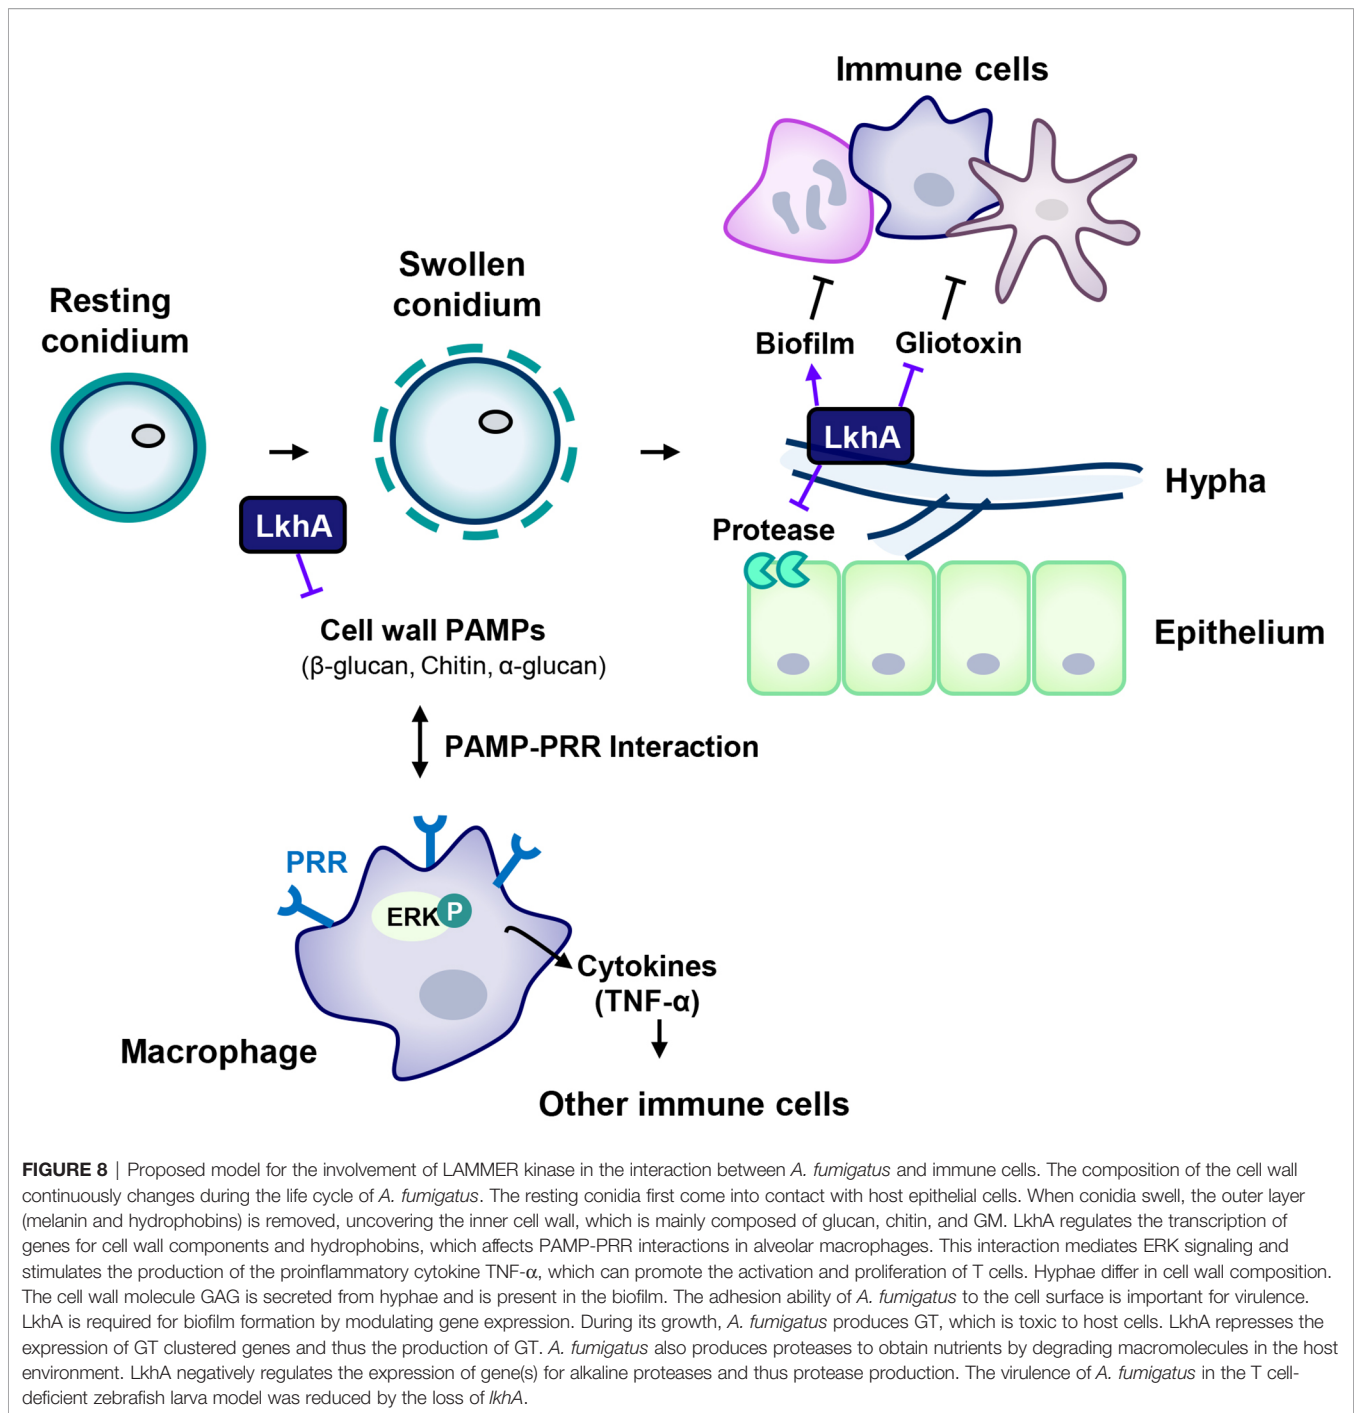 Immune cells
Swollen
conidium
Resting
conidium
Biofilm
Gliotoxin
LkhA
Hypha
LkhA
Protease
Cell wall PAMPs
(β-glucan, Chitin, α-glucan)
Epithelium
PAMP-PRR Interaction
PRR
ERK
P
Cytokines
(TNF-α)
Macrophage
Other immune cells
FIGURE 8 | Proposed model for the involvement of LAMMER kinase in the interaction between A. fumigatus and immune cells. The composition of the cell wall
continuously changes during the life cycle of A. fumigatus. The resting conidia first come into contact with host epithelial cells. When conidia swell, the outer layer
(melanin and hydrophobins) is removed, uncovering the inner cell wall, which is mainly composed of glucan, chitin, and GM. LkhA regulates the transcription of
genes for cell wall components and hydrophobins, which affects PAMP-PRR interactions in alveolar macrophages. This interaction mediates ERK signaling and
stimulates the production of the proinflammatory cytokine TNF-α, which can promote the activation and proliferation of T cells. Hyphae differ in cell wall composition.
The cell wall molecule GAG is secreted from hyphae and is present in the biofilm. The adhesion ability of A. fumigatus to the cell surface is important for virulence.
LkhA is required for biofilm formation by modulating gene expression. During its growth, A. fumigatus produces GT, which is toxic to host cells. LkhA represses the
expression of GT clustered genes and thus the production of GT. A. fumigatus also produces proteases to obtain nutrients by degrading macromolecules in the host
environment. LkhA negatively regulates the expression of gene(s) for alkaline proteases and thus protease production. The virulence of A. fumigatus in the T cell-
deficient zebrafish larva model was reduced by the loss of lkhA.